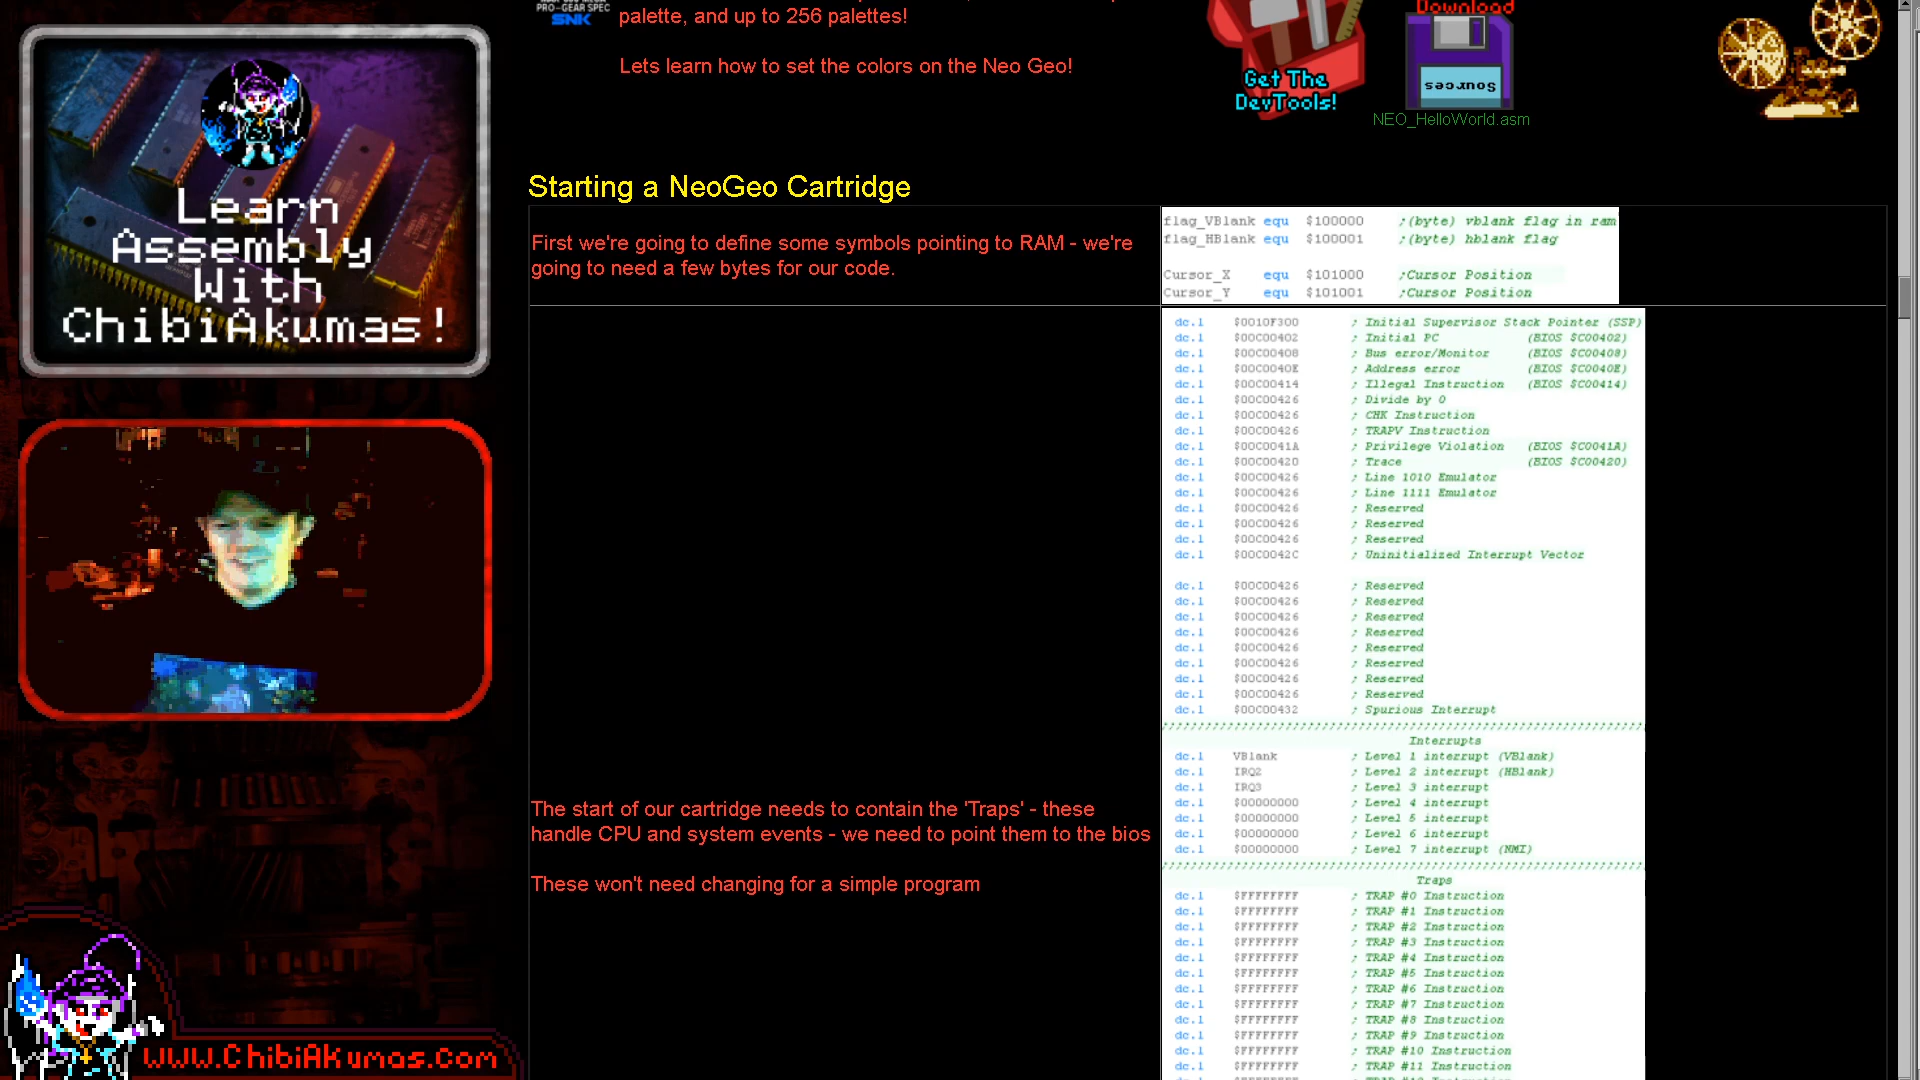 PRO-GEAR SPEC
SNK
palette, and up to 256 palettes!
Lets learn how to set the colors on the Neo Geo!
Get The
DevTools!
Download
Sources
NEO_HelloWorld.asm
Learn
Assembly
With
ChibiAkumas!
Starting a NeoGeo Cartridge
First we're going to define some symbols pointing to RAM - we're
going to need a few bytes for our code.
flag_VBlank equ $100000 ;(byte) vblank flag in ram
flag_HBlank equ $100001 ;(byte) hblank flag
Cursor_X equ $101000 ;Cursor Position
Cursor_Y equ $101001 ;Cursor Position
The start of our cartridge needs to contain the 'Traps' - these
handle CPU and system events - we need to point them to the bios
These won't need changing for a simple program
dc.l $0010F300 ; Initial Supervisor Stack Pointer (SSP)
dc.l $00C00402 ; Initial PC (BIOS $C00402)
dc.l $00C00408 ; Bus error/Monitor (BIOS $C00408)
dc.l $00C0040E ; Address error (BIOS $C0040E)
dc.l $00C00414 ; Illegal Instruction (BIOS $C00414)
dc.l $00C00426 ; Divide by 0
dc.l $00C00426 ; CHK Instruction
dc.l $00C00426 ; TRAPV Instruction
dc.l $00C0041A ; Privilege Violation (BIOS $C0041A)
dc.l $00C00420 ; Trace (BIOS $C00420)
dc.l $00C00426 ; Line 1010 Emulator
dc.l $00C00426 ; Line 1111 Emulator
dc.l $00C00426 ; Reserved
dc.l $00C00426 ; Reserved
dc.l $00C00426 ; Reserved
dc.l $00C0042C ; Uninitialized Interrupt Vector
dc.l $00C00426 ; Reserved
dc.l $00C00426 ; Reserved
dc.l $00C00426 ; Reserved
dc.l $00C00426 ; Reserved
dc.l $00C00426 ; Reserved
dc.l $00C00426 ; Reserved
dc.l $00C00426 ; Reserved
dc.l $00C00426 ; Reserved
dc.l $00C00432 ; Spurious Interrupt
Interrupts
dc.l VBlank ; Level 1 interrupt (VBlank)
dc.l IRQ2 ; Level 2 interrupt (HBlank)
dc.l IRQ3 ; Level 3 interrupt
dc.l $00000000 ; Level 4 interrupt
dc.l $00000000 ; Level 5 interrupt
dc.l $00000000 ; Level 6 interrupt
dc.l $00000000 ; Level 7 interrupt (NMI)
Traps
dc.l $FFFFFFFF ; TRAP #0 Instruction
dc.l $FFFFFFFF ; TRAP #1 Instruction
dc.l $FFFFFFFF ; TRAP #2 Instruction
dc.l $FFFFFFFF ; TRAP #3 Instruction
dc.l $FFFFFFFF ; TRAP #4 Instruction
dc.l $FFFFFFFF ; TRAP #5 Instruction
dc.l $FFFFFFFF ; TRAP #6 Instruction
dc.l $FFFFFFFF ; TRAP #7 Instruction
dc.l $FFFFFFFF ; TRAP #8 Instruction
dc.l $FFFFFFFF ; TRAP #9 Instruction
dc.l $FFFFFFFF ; TRAP #10 Instruction
dc.l $FFFFFFFF ; TRAP #11 Instruction
www.ChibiAkumas.com